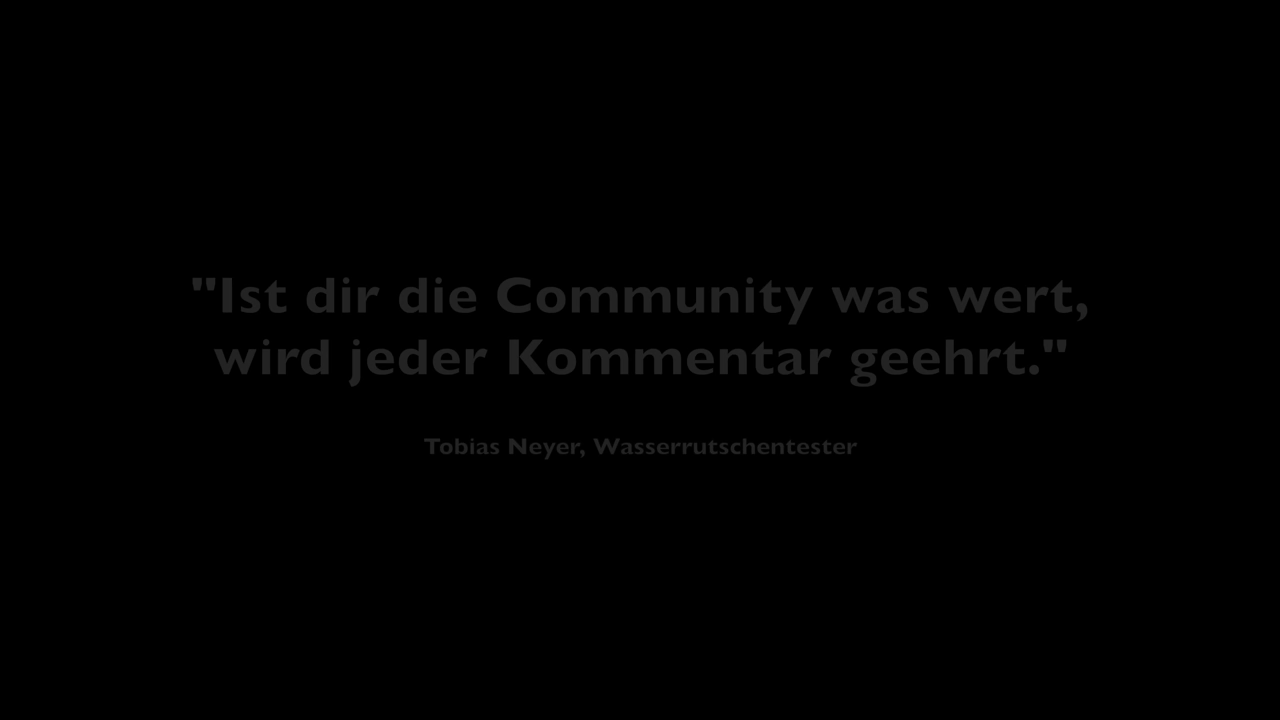 "Ist dir die Community was wert,
wird jeder Kommentar geehrt."
Tobias Neyer, Wasserrutschentester